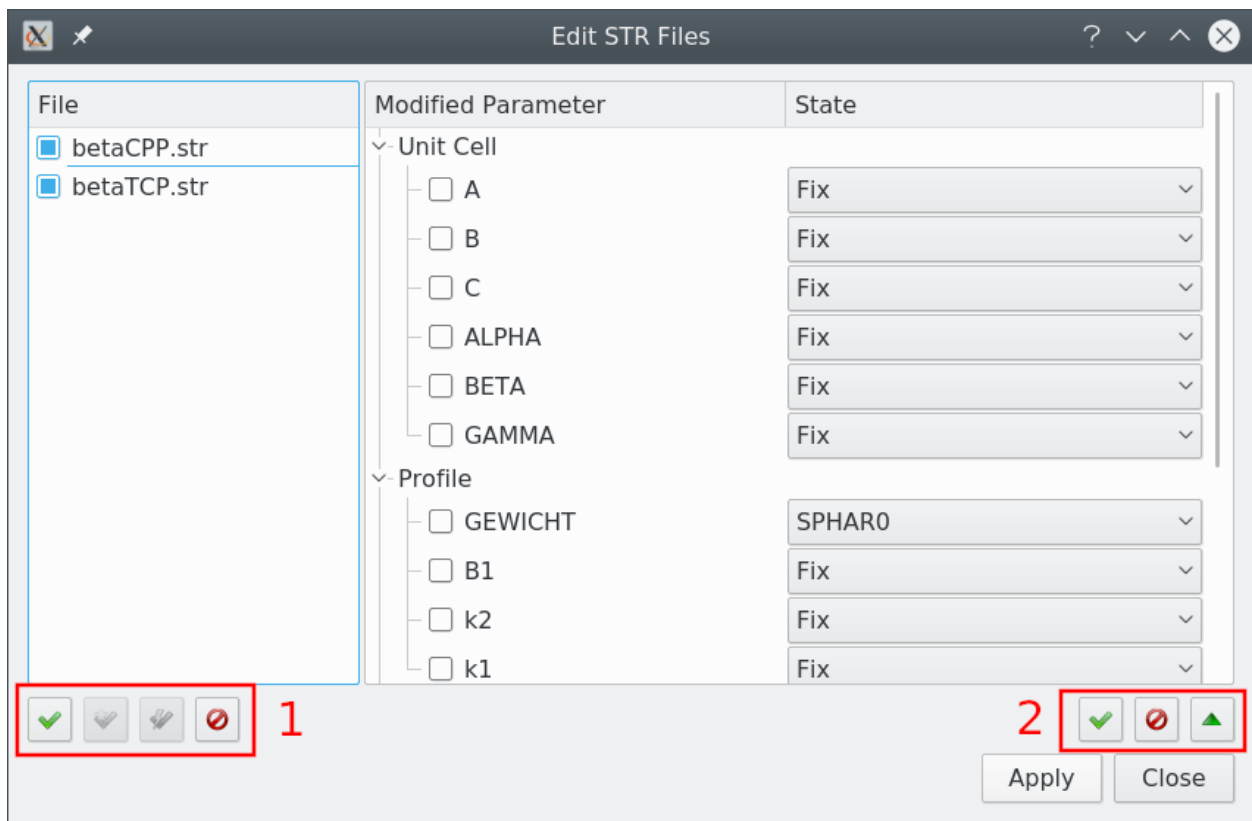 Edit STR Files
File
Modified Parameter State
betaCPP.str
betaTCP.str
Unit Cell
A Fix
B Fix
C Fix
ALPHA Fix
BETA Fix
GAMMA Fix
Profile
GEWICHT SPHAR0
B1 Fix
k2 Fix
k1 Fix
1
2
Apply Close